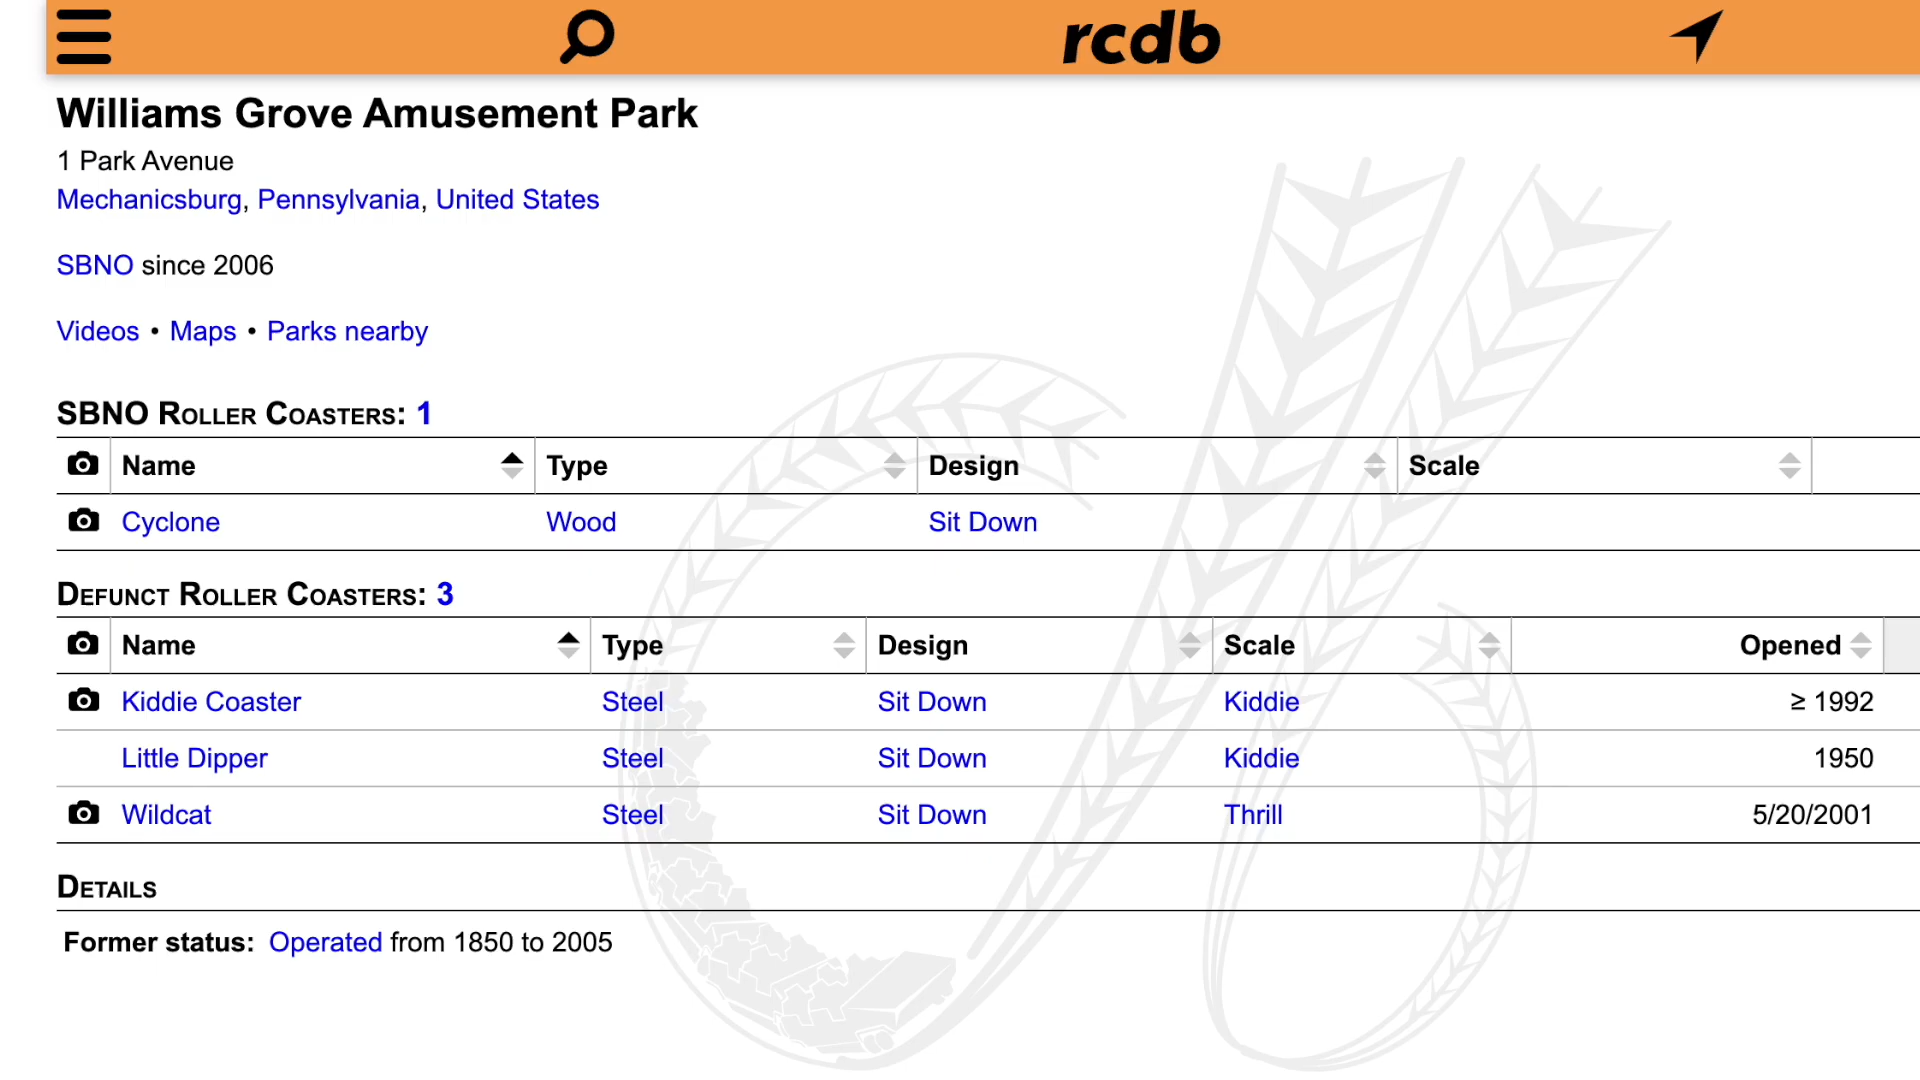 rcdb
Williams Grove Amusement Park
1 Park Avenue
Mechanicsburg, Pennsylvania, United States
SBNO since 2006
Videos • Maps • Parks nearby
SBNO Roller Coasters: 1
Name Type Design Scale
Cyclone Wood Sit Down
Defunct Roller Coasters: 3
Name Type Design Scale Opened
Kiddie Coaster Steel Sit Down Kiddie ≥ 1992
Little Dipper Steel Sit Down Kiddie 1950
Wildcat Steel Sit Down Thrill 5/20/2001
Details
Former status: Operated from 1850 to 2005